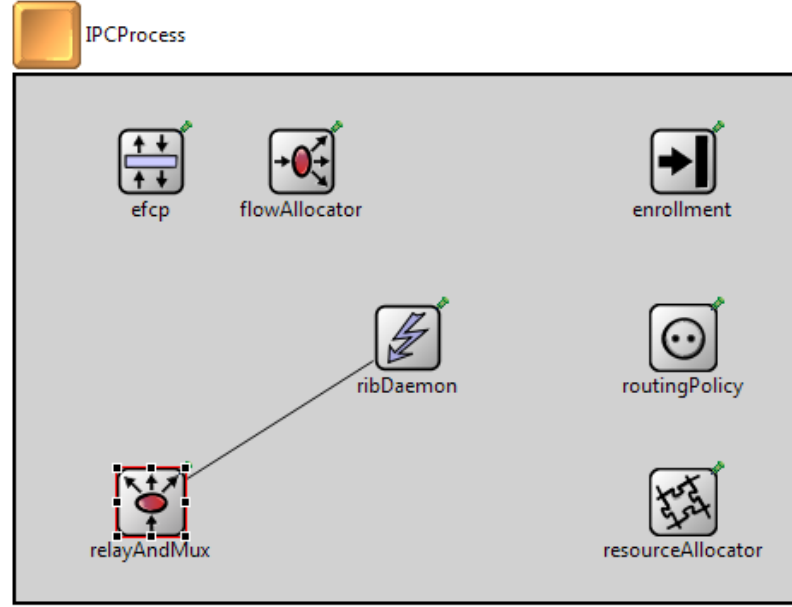 IPCProcess
efcp
flowAllocator
enrollment
ribDaemon
routingPolicy
relayAndMux
resourceAllocator